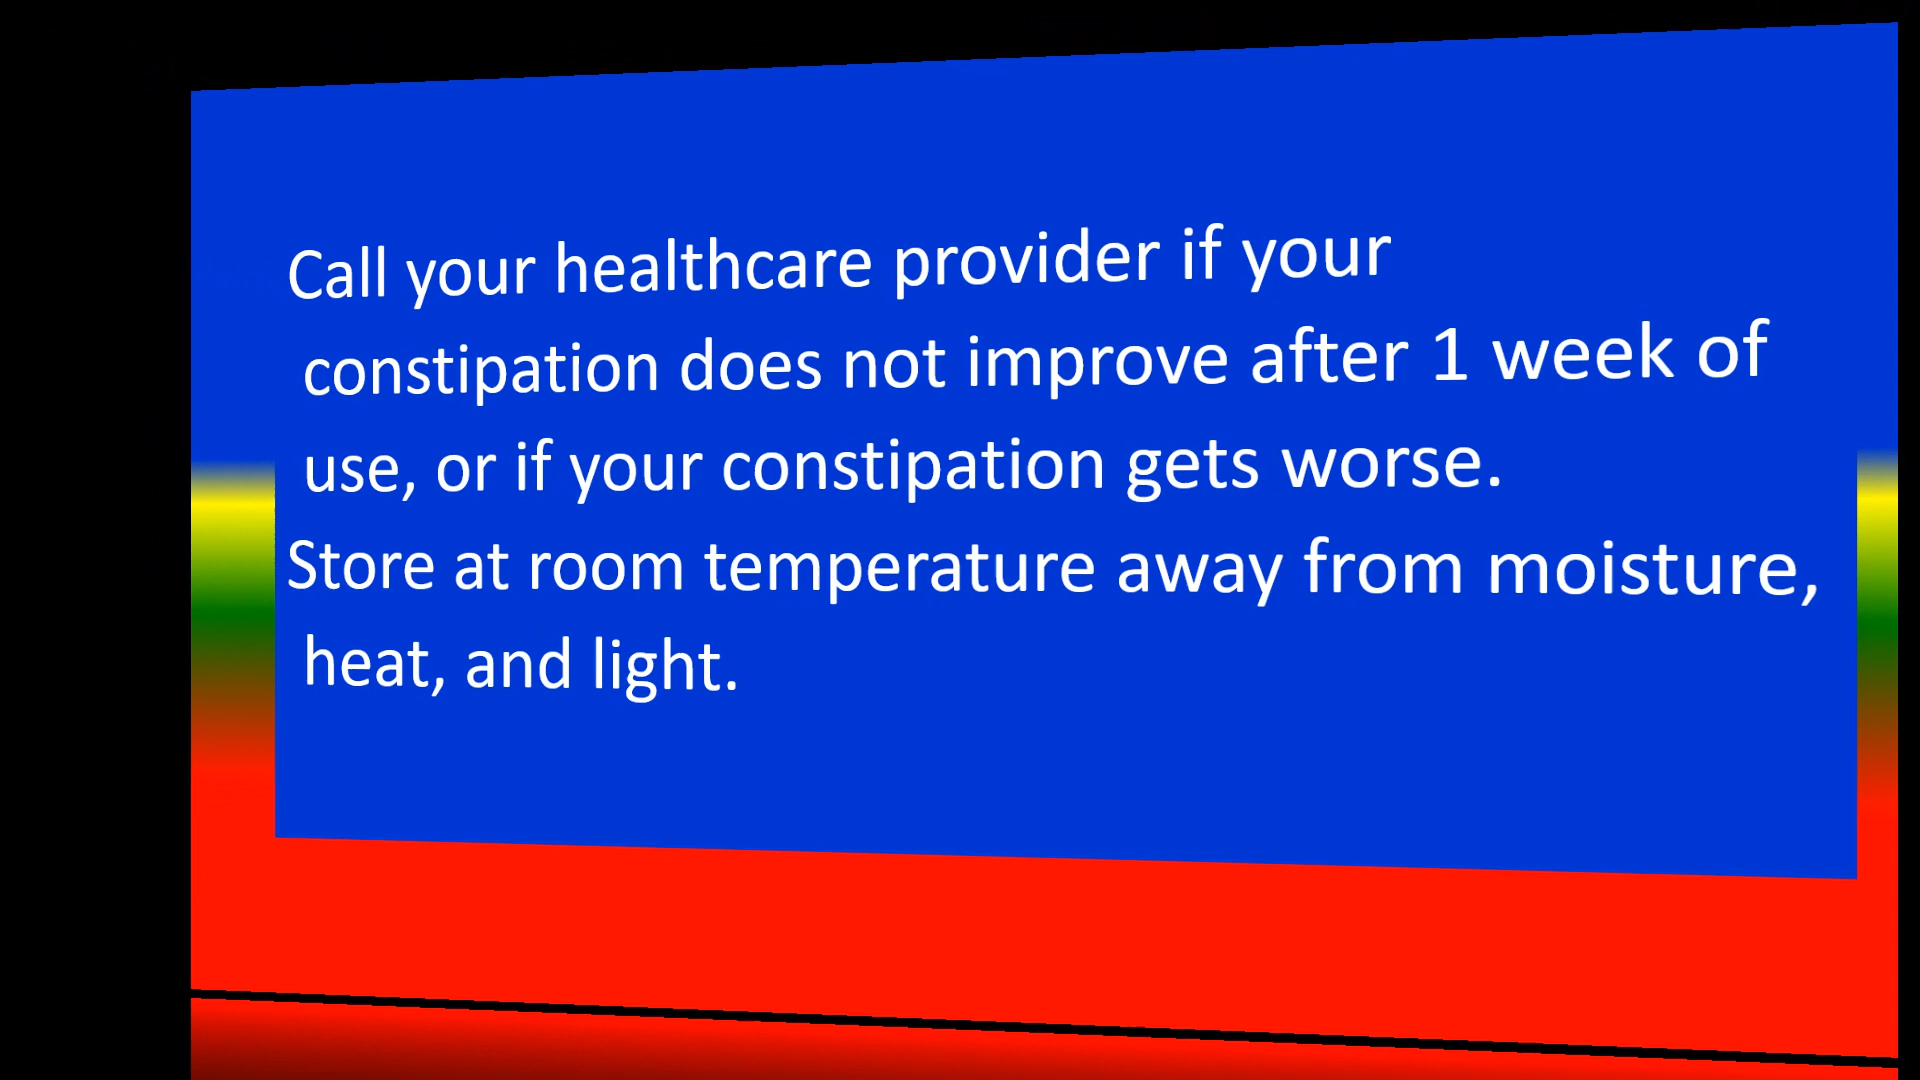 Call your healthcare provider if your
constipation does not improve after 1 week of
use, or if your constipation gets worse.
Store at room temperature away from moisture,
heat, and light.